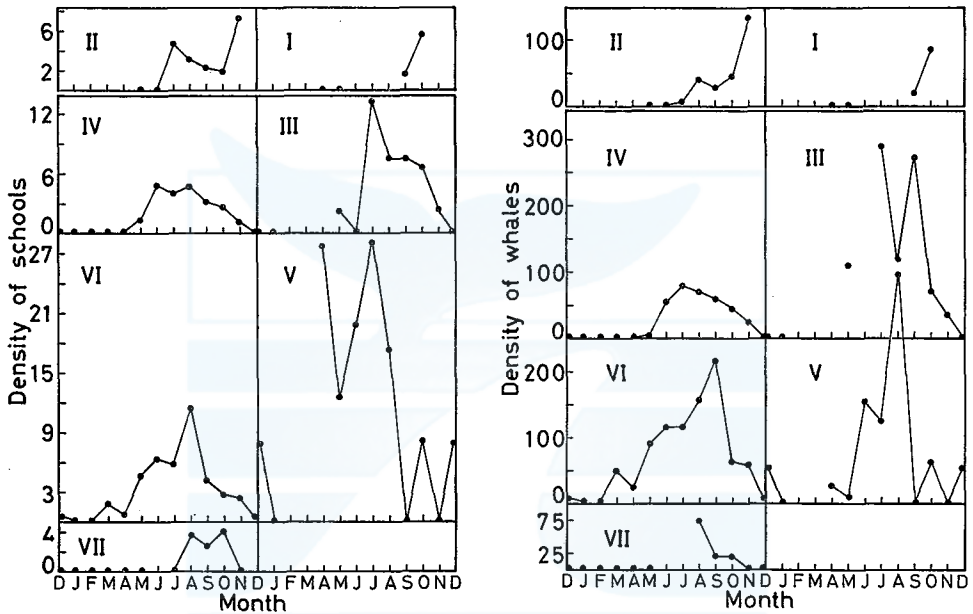 Density of schools
6
2
II
I
12
6
0
IV
III
27
21
15
9
3
VI
V
4
0
VII
D J F M A M J J A S O N D J F M A M J J A S O N D
Month
Density of whales
100
0
II
I
300
200
100
0
IV
III
200
100
0
VI
V
75
25
VII
D J F M A M J J A S O N D J F M A M J J A S O N D
Month